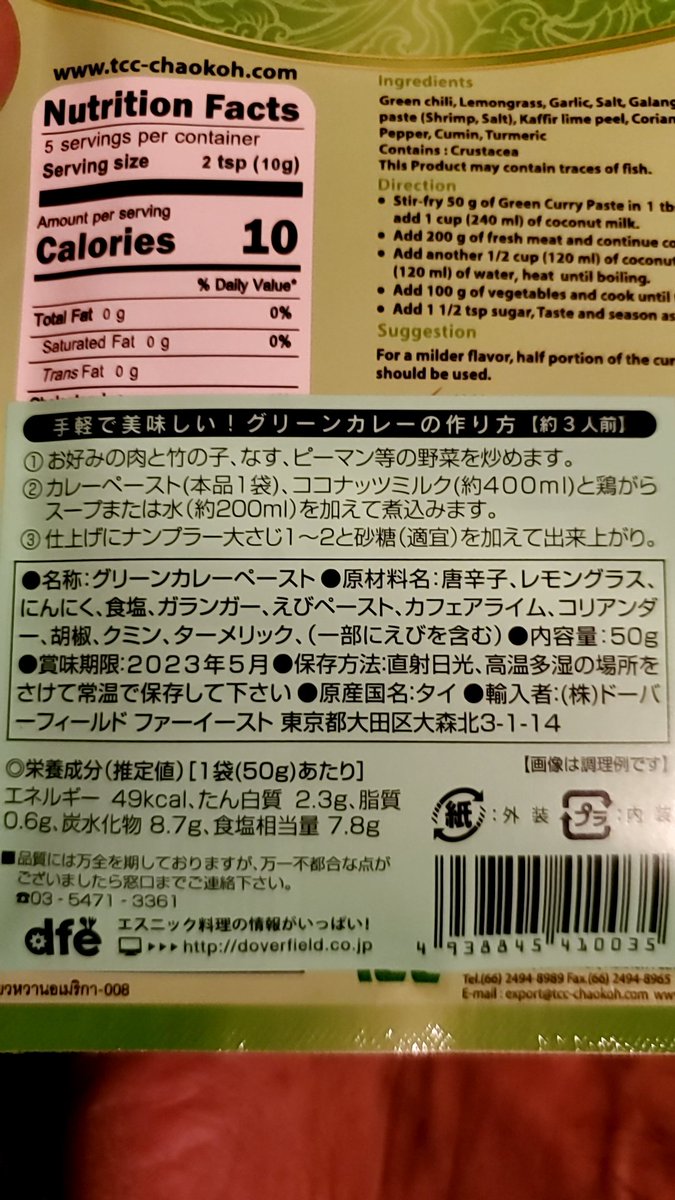 www.tcc-chaokoh.com
Nutrition Facts
5 servings per container
Serving size 2 tsp (10g)
Amount per serving
Calories 10
% Daily Value*
Total Fat 0 g 0%
Saturated Fat 0 g 0%
Trans Fat 0 g
Ingredients
Green chili, Lemongrass, Garlic, Salt,
paste (Shrimp, Salt), Kaffir lime peel,
Pepper, Cumin, Turmeric
Contains : Crustacea
This Product may contain traces of fish.
Direction
• Stir-fry 50 g of Green Curry Paste in 1
add 1 cup (240 ml) of coconut milk.
• Add 200 g of fresh meat and continue
• Add another 1/2 cup (120 ml) of coconut
(120 ml) of water, heat until boiling.
• Add 100 g of vegetables and cook until
• Add 1 1/2 tsp sugar, Taste and season as
Suggestion
For a milder flavor, half portion of the
should be used.
手軽で美味しい!グリーンカレーの作り方【約3人前】
①お好みの肉と竹の子、なす、ピーマン等の野菜を炒めます。
②カレーペースト(本品1袋)、ココナッツミルク(約400ml)と鶏がら
スープまたは水(約200ml)を加えて煮込みます。
③仕上げにナンプラー大さじ1〜2と砂糖(適宜)を加えて出来上がり。
●名称:グリーンカレーペースト●原材料名:唐辛子、レモングラス、
にんにく、食塩、ガランガー、えびペースト、カフェアライム、コリアンダ
ー、胡椒、クミン、ターメリック、(一部にえびを含む)●内容量:50g
●賞味期限:2023年5月●保存方法:直射日光、高温多湿の場所を
さけて常温で保存して下さい●原産国名:タイ●輸入者:(株)ドーバ
ーフィールド ファーイースト 東京都大田区大森北3-1-14
◎栄養成分(推定値)[1袋(50g)あたり]
エネルギー 49kcal、たん白質 2.3g、脂質
0.6g、炭水化物 8.7g、食塩相当量 7.8g
【画像は調理例です】
紙:外装 プラ:内装
■品質には万全を期しておりますが、万一不都合な点が
ございましたら窓口までご連絡下さい。
☎03-5471-3361
dfe エスニック料理の情報がいっぱい!
▸▸▸http://doverfield.co.jp
4 938845 410035
อเมริกา-008
Tel.(66) 2494 8989 Fax.(66) 2494-8965
E-mail : export@tcc-chaokoh.com